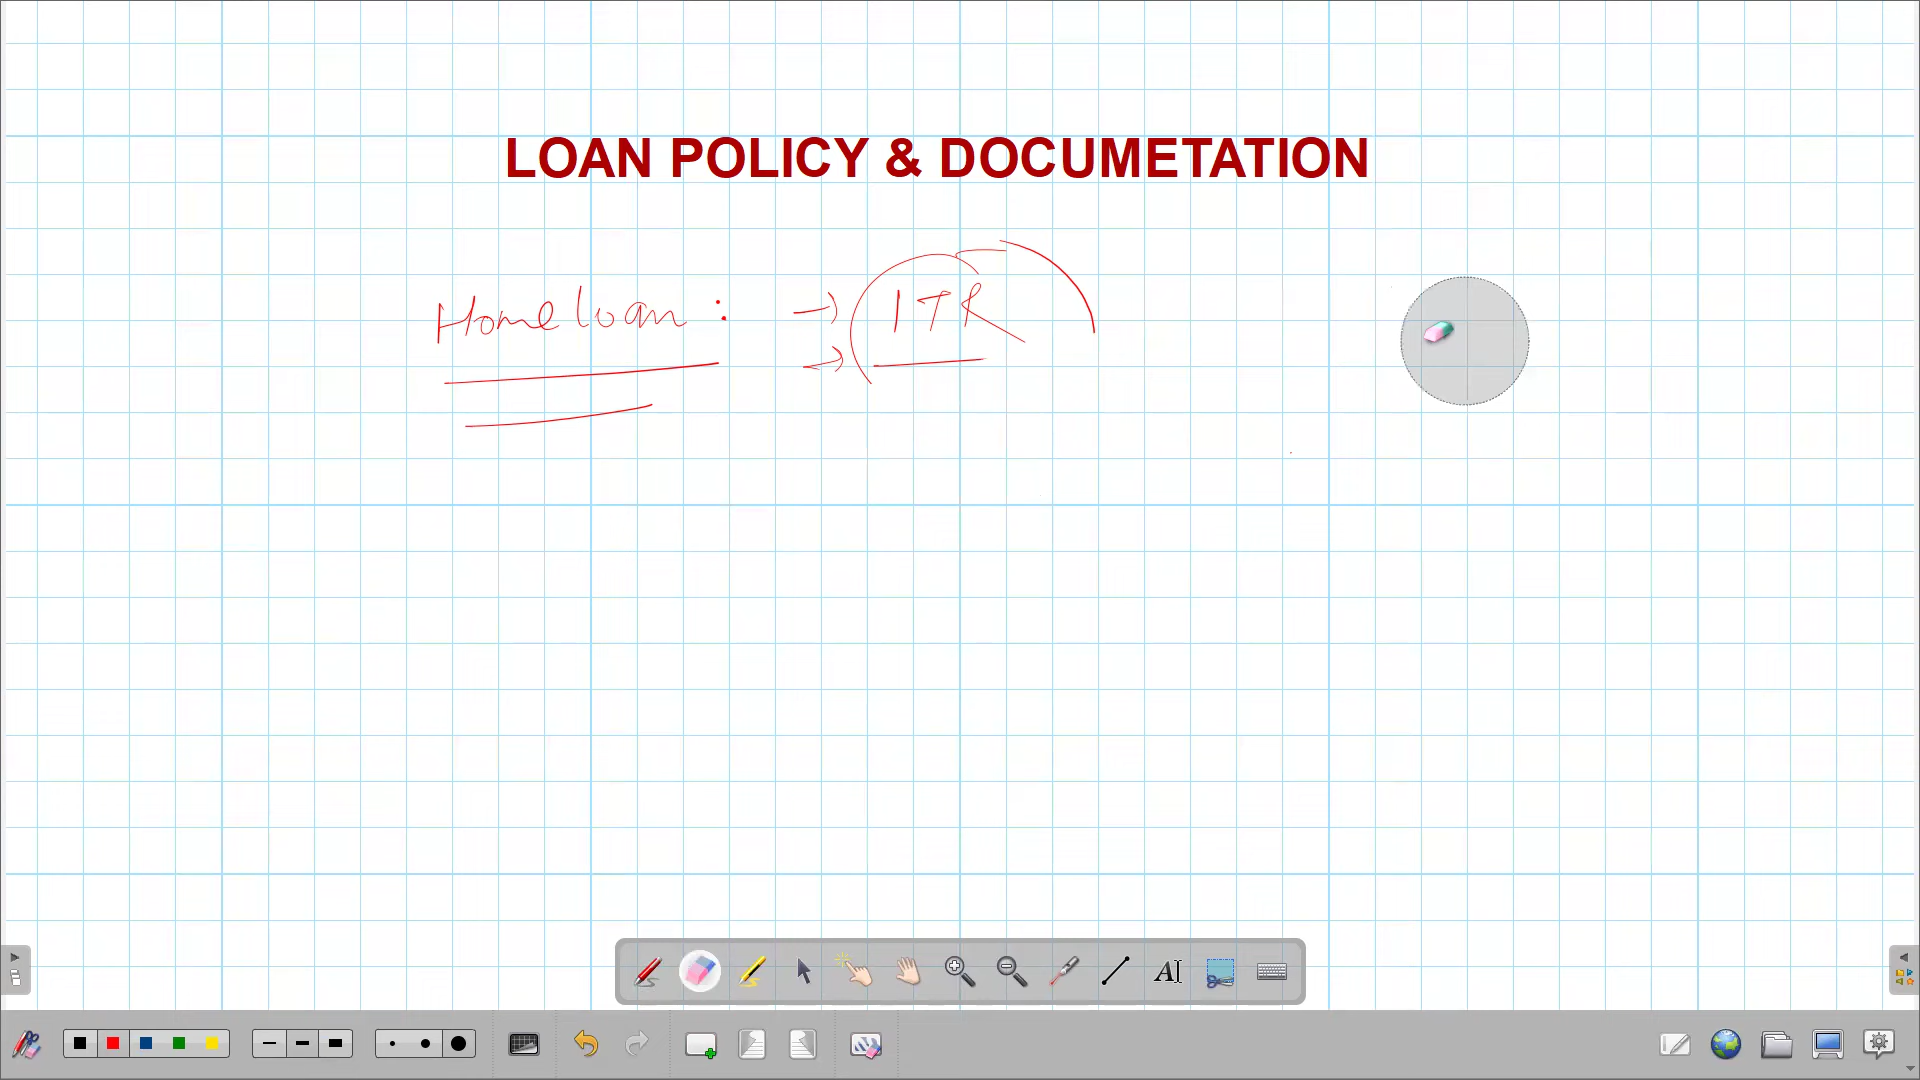 LOAN POLICY & DOCUMETATION
Home loan : → ITR
→